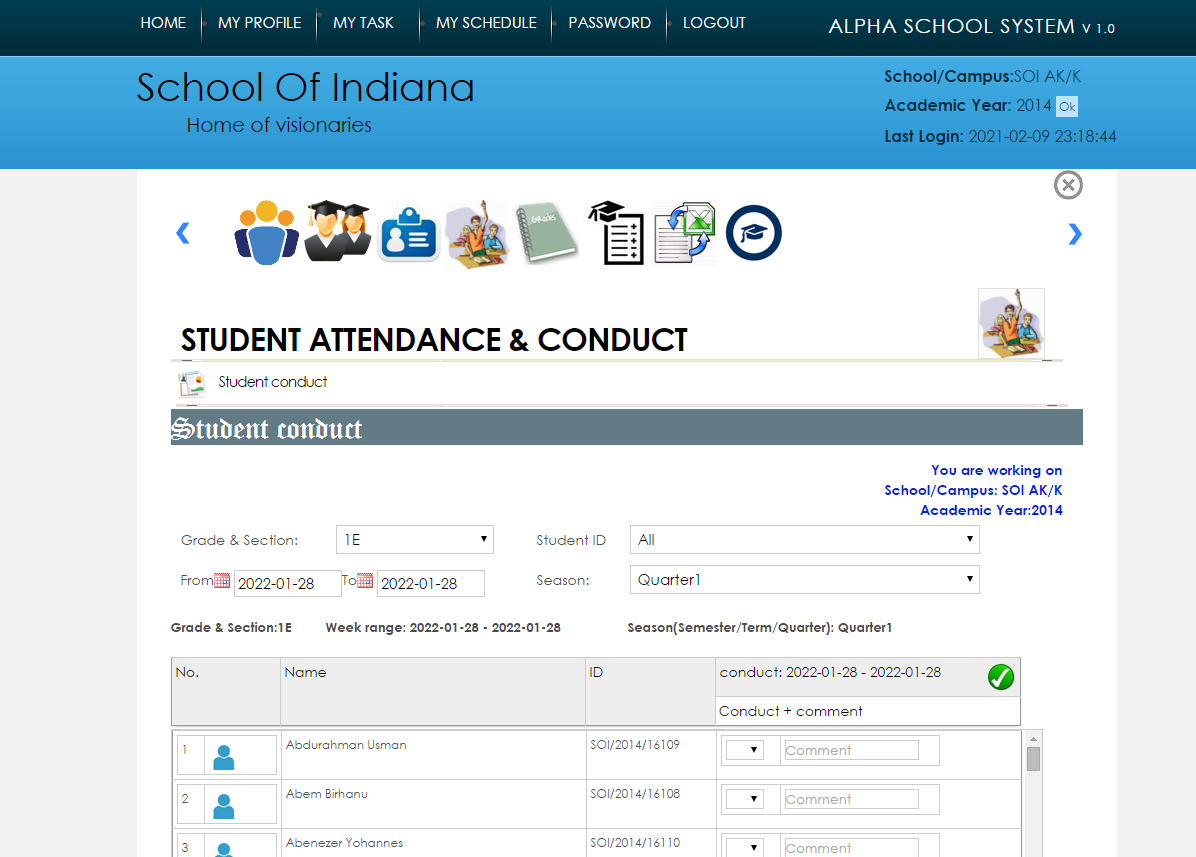 HOME MY PROFILE MY TASK MY SCHEDULE PASSWORD LOGOUT ALPHA SCHOOL SYSTEM V 1.0
School Of Indiana
Home of visionaries
School/Campus:SOI AK/K
Academic Year: 2014 Ok
Last Login: 2021-02-09 23:18:44
Grades
STUDENT ATTENDANCE & CONDUCT
Student conduct
Student conduct
You are working on
School/Campus: SOI AK/K
Academic Year:2014
Grade & Section: 1E Student ID All
From 2022-01-28 To 2022-01-28 Season: Quarter1
Grade & Section:1E Week range: 2022-01-28 - 2022-01-28 Season(Semester/Term/Quarter): Quarter1
No. Name ID conduct: 2022-01-28 - 2022-01-28
Conduct + comment
1 Abdurahman Usman SOI/2014/16109 Comment
2 Abem Birhanu SOI/2014/16108 Comment
3 Abenezer Yohannes SOI/2014/16110 Comment